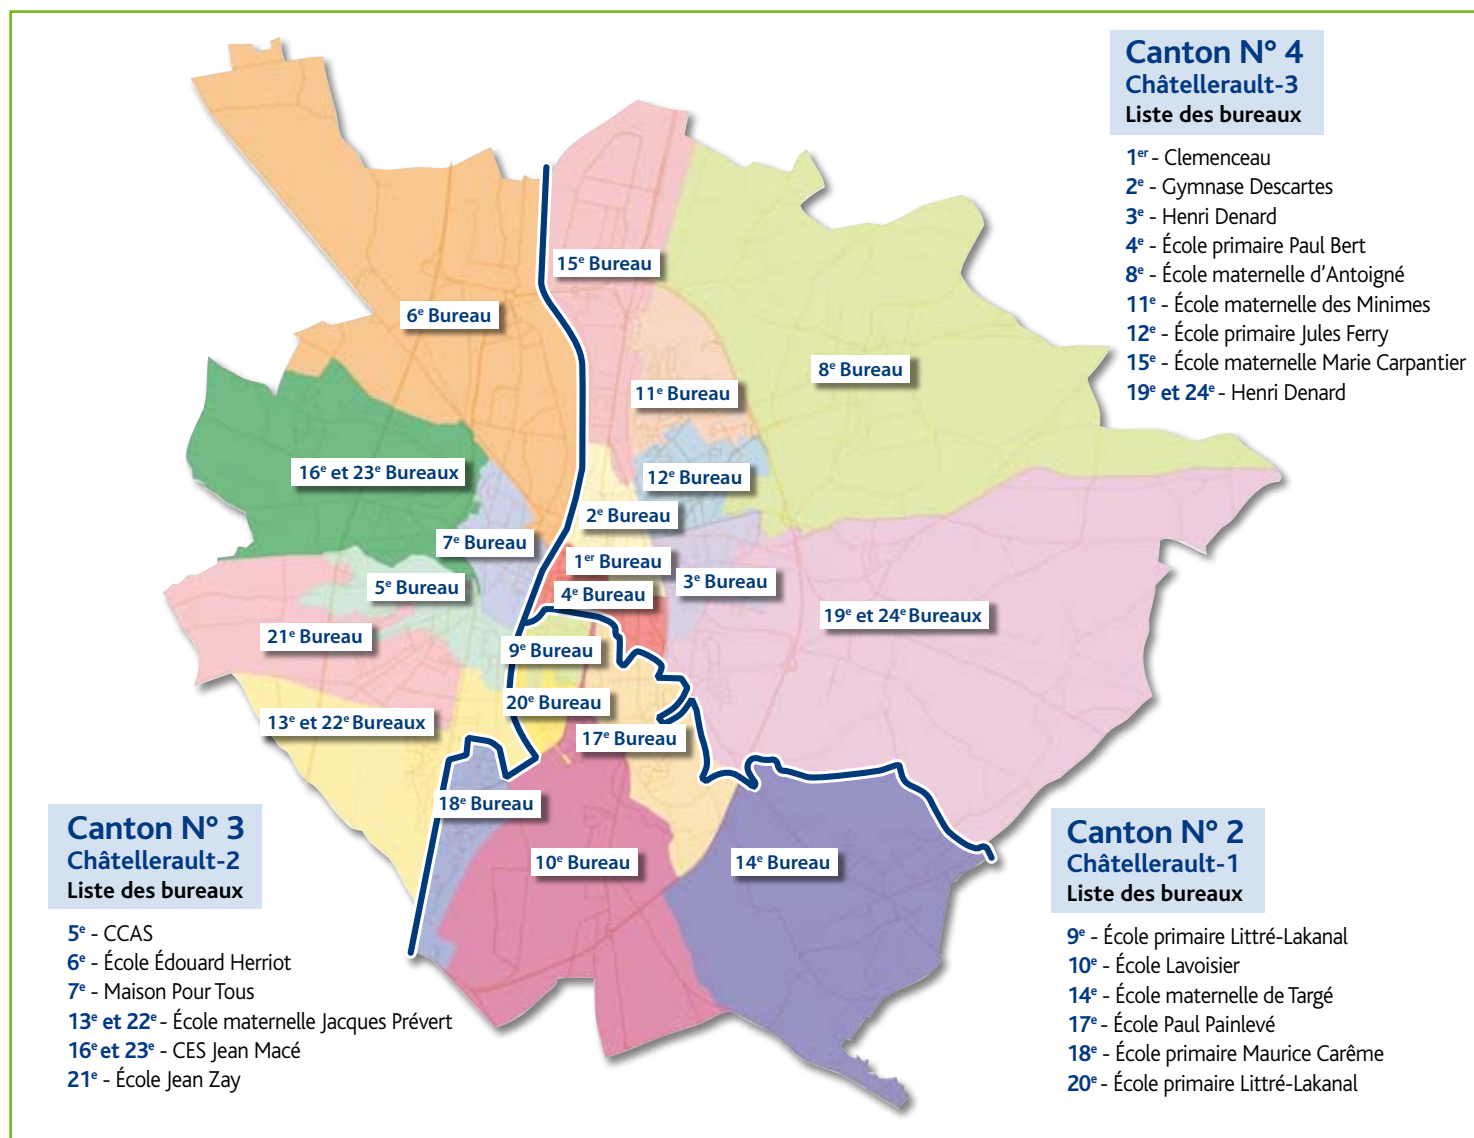 Canton N° 4
Châtellerault-3
Liste des bureaux
1er - Clemenceau
2e - Gymnase Descartes
3e - Henri Denard
4e - École primaire Paul Bert
8e - École maternelle d'Antoigné
11e - École maternelle des Minimes
12e - École primaire Jules Ferry
15e - École maternelle Marie Carpantier
19e et 24e - Henri Denard
15e Bureau
6e Bureau
8e Bureau
11e Bureau
16e et 23e Bureaux
12e Bureau
2e Bureau
7e Bureau
1er Bureau
3e Bureau
5e Bureau
4e Bureau
19e et 24e Bureaux
21e Bureau
9e Bureau
20e Bureau
13e et 22e Bureaux
17e Bureau
18e Bureau
10e Bureau
14e Bureau
Canton N° 3
Châtellerault-2
Liste des bureaux
5e - CCAS
6e - École Édouard Herriot
7e - Maison Pour Tous
13e et 22e - École maternelle Jacques Prévert
16e et 23e - CES Jean Macé
21e - École Jean Zay
Canton N° 2
Châtellerault-1
Liste des bureaux
9e - École primaire Littré-Lakanal
10e - École Lavoisier
14e - École maternelle de Targé
17e - École Paul Painlevé
18e - École primaire Maurice Carême
20e - École primaire Littré-Lakanal